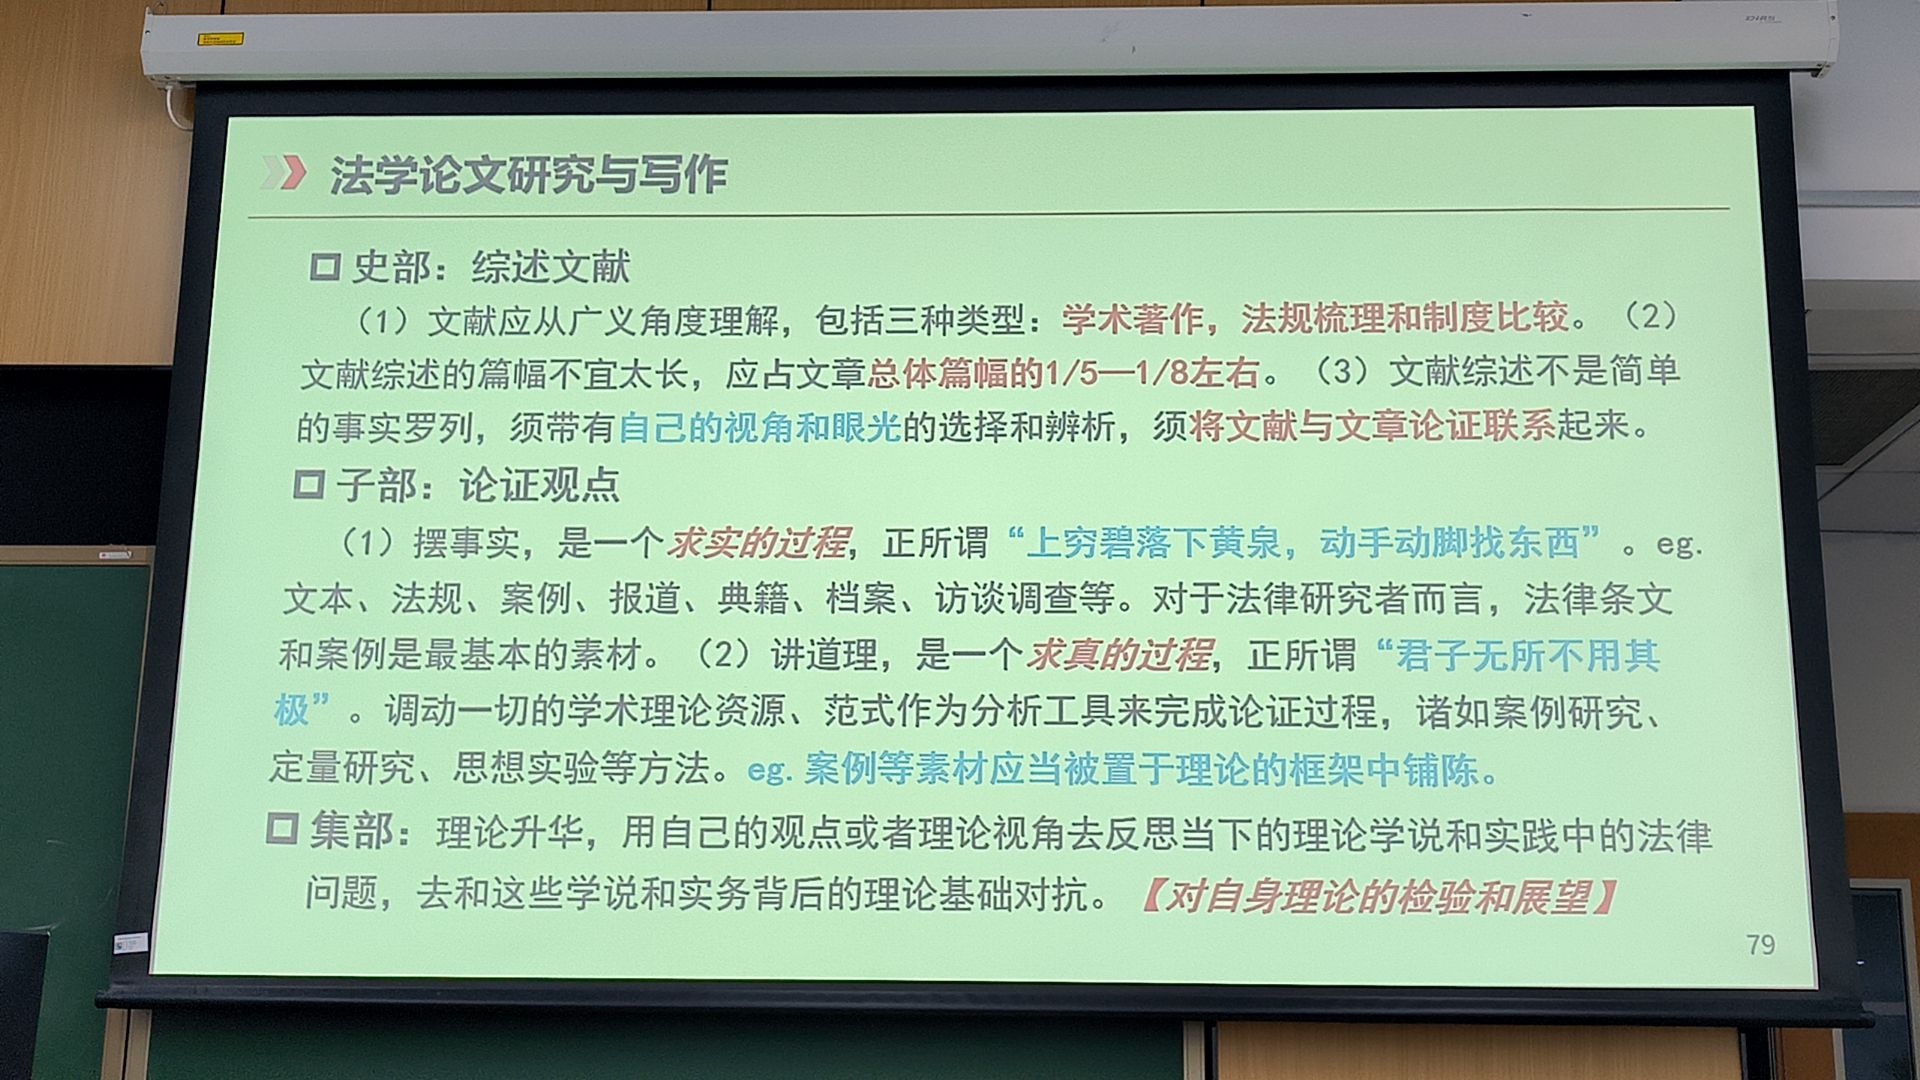 法学论文研究与写作
史部：综述文献
（1）文献应从广义角度理解，包括三种类型：学术著作，法规梳理和制度比较。（2）
文献综述的篇幅不宜太长，应占文章总体篇幅的1/5—1/8左右。（3）文献综述不是简单
的事实罗列，须带有自己的视角和眼光的选择和辨析，须将文献与文章论证联系起来。
子部：论证观点
（1）摆事实，是一个求实的过程，正所谓“上穷碧落下黄泉，动手动脚找东西”。eg.
文本、法规、案例、报道、典籍、档案、访谈调查等。对于法律研究者而言，法律条文
和案例是最基本的素材。（2）讲道理，是一个求真的过程，正所谓“君子无所不用其
极”。调动一切的学术理论资源、范式作为分析工具来完成论证过程，诸如案例研究、
定量研究、思想实验等方法。eg. 案例等素材应当被置于理论的框架中铺陈。
集部：理论升华，用自己的观点或者理论视角去反思当下的理论学说和实践中的法律
问题，去和这些学说和实务背后的理论基础对抗。【对自身理论的检验和展望】
79